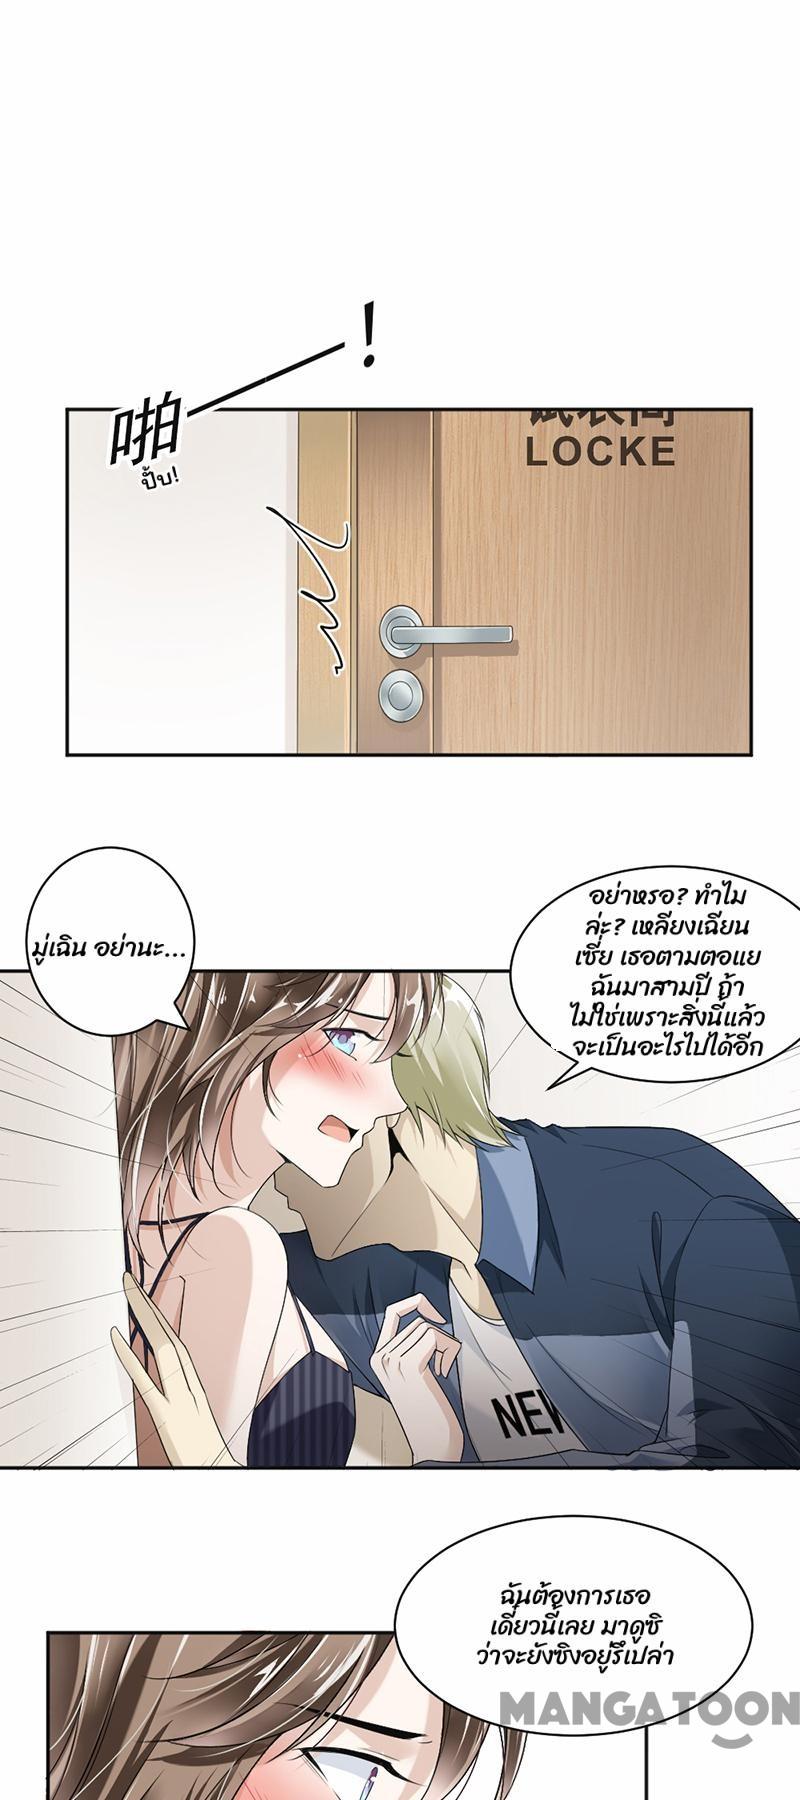 !
啪
ปั้บ!
试衣间
LOCKE
มู่เฉิน อย่านะ...
อย่าหรอ? ทำไม
ล่ะ? เหลียงเฉียน
เซี่ย เธอตามตอแย
ฉันมาสามปี ถ้า
ไม่ใช่เพราะสิ่งนี้แล้ว
จะเป็นอะไรไปได้อีก
NEW
ฉันต้องการเธอ
เดี๋ยวนี้เลย มาดูซิ
ว่าจะยังซิงอยู่รึเปล่า
MANGATOON